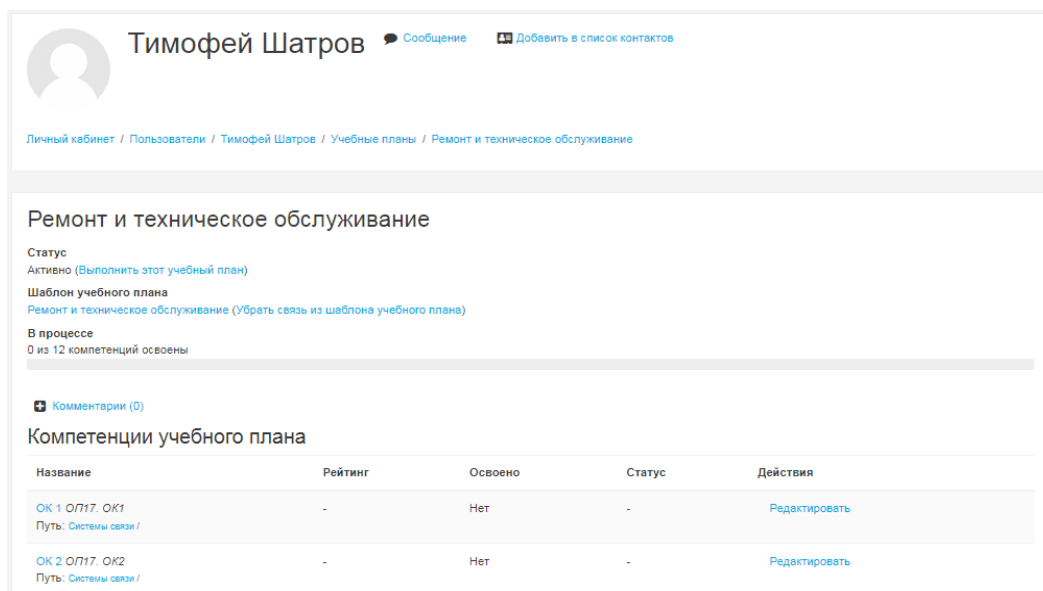 Тимофей Шатров Сообщение Добавить в список контактов
Личный кабинет / Пользователи / Тимофей Шатров / Учебные планы / Ремонт и техническое обслуживание
Ремонт и техническое обслуживание
Статус
Активно (Выполнить этот учебный план)
Шаблон учебного плана
Ремонт и техническое обслуживание (Убрать связь из шаблона учебного плана)
В процессе
0 из 12 компетенций освоены
Комментарии (0)
Компетенции учебного плана
Название Рейтинг Освоено Статус Действия
ОК 1 ОП17. ОК1 - Нет - Редактировать
Путь: Системы связи /
ОК 2 ОП17. ОК2 - Нет - Редактировать
Путь: Системы связи /